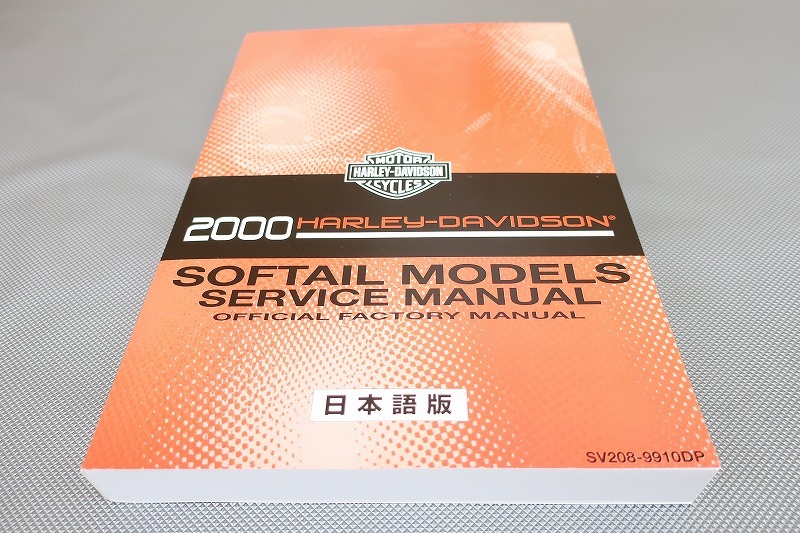 MOTOR
HARLEY-DAVIDSON
CYCLES
2000 HARLEY-DAVIDSON®
SOFTAIL MODELS
SERVICE MANUAL
OFFICIAL FACTORY MANUAL
日本語版
SV208-9910DP